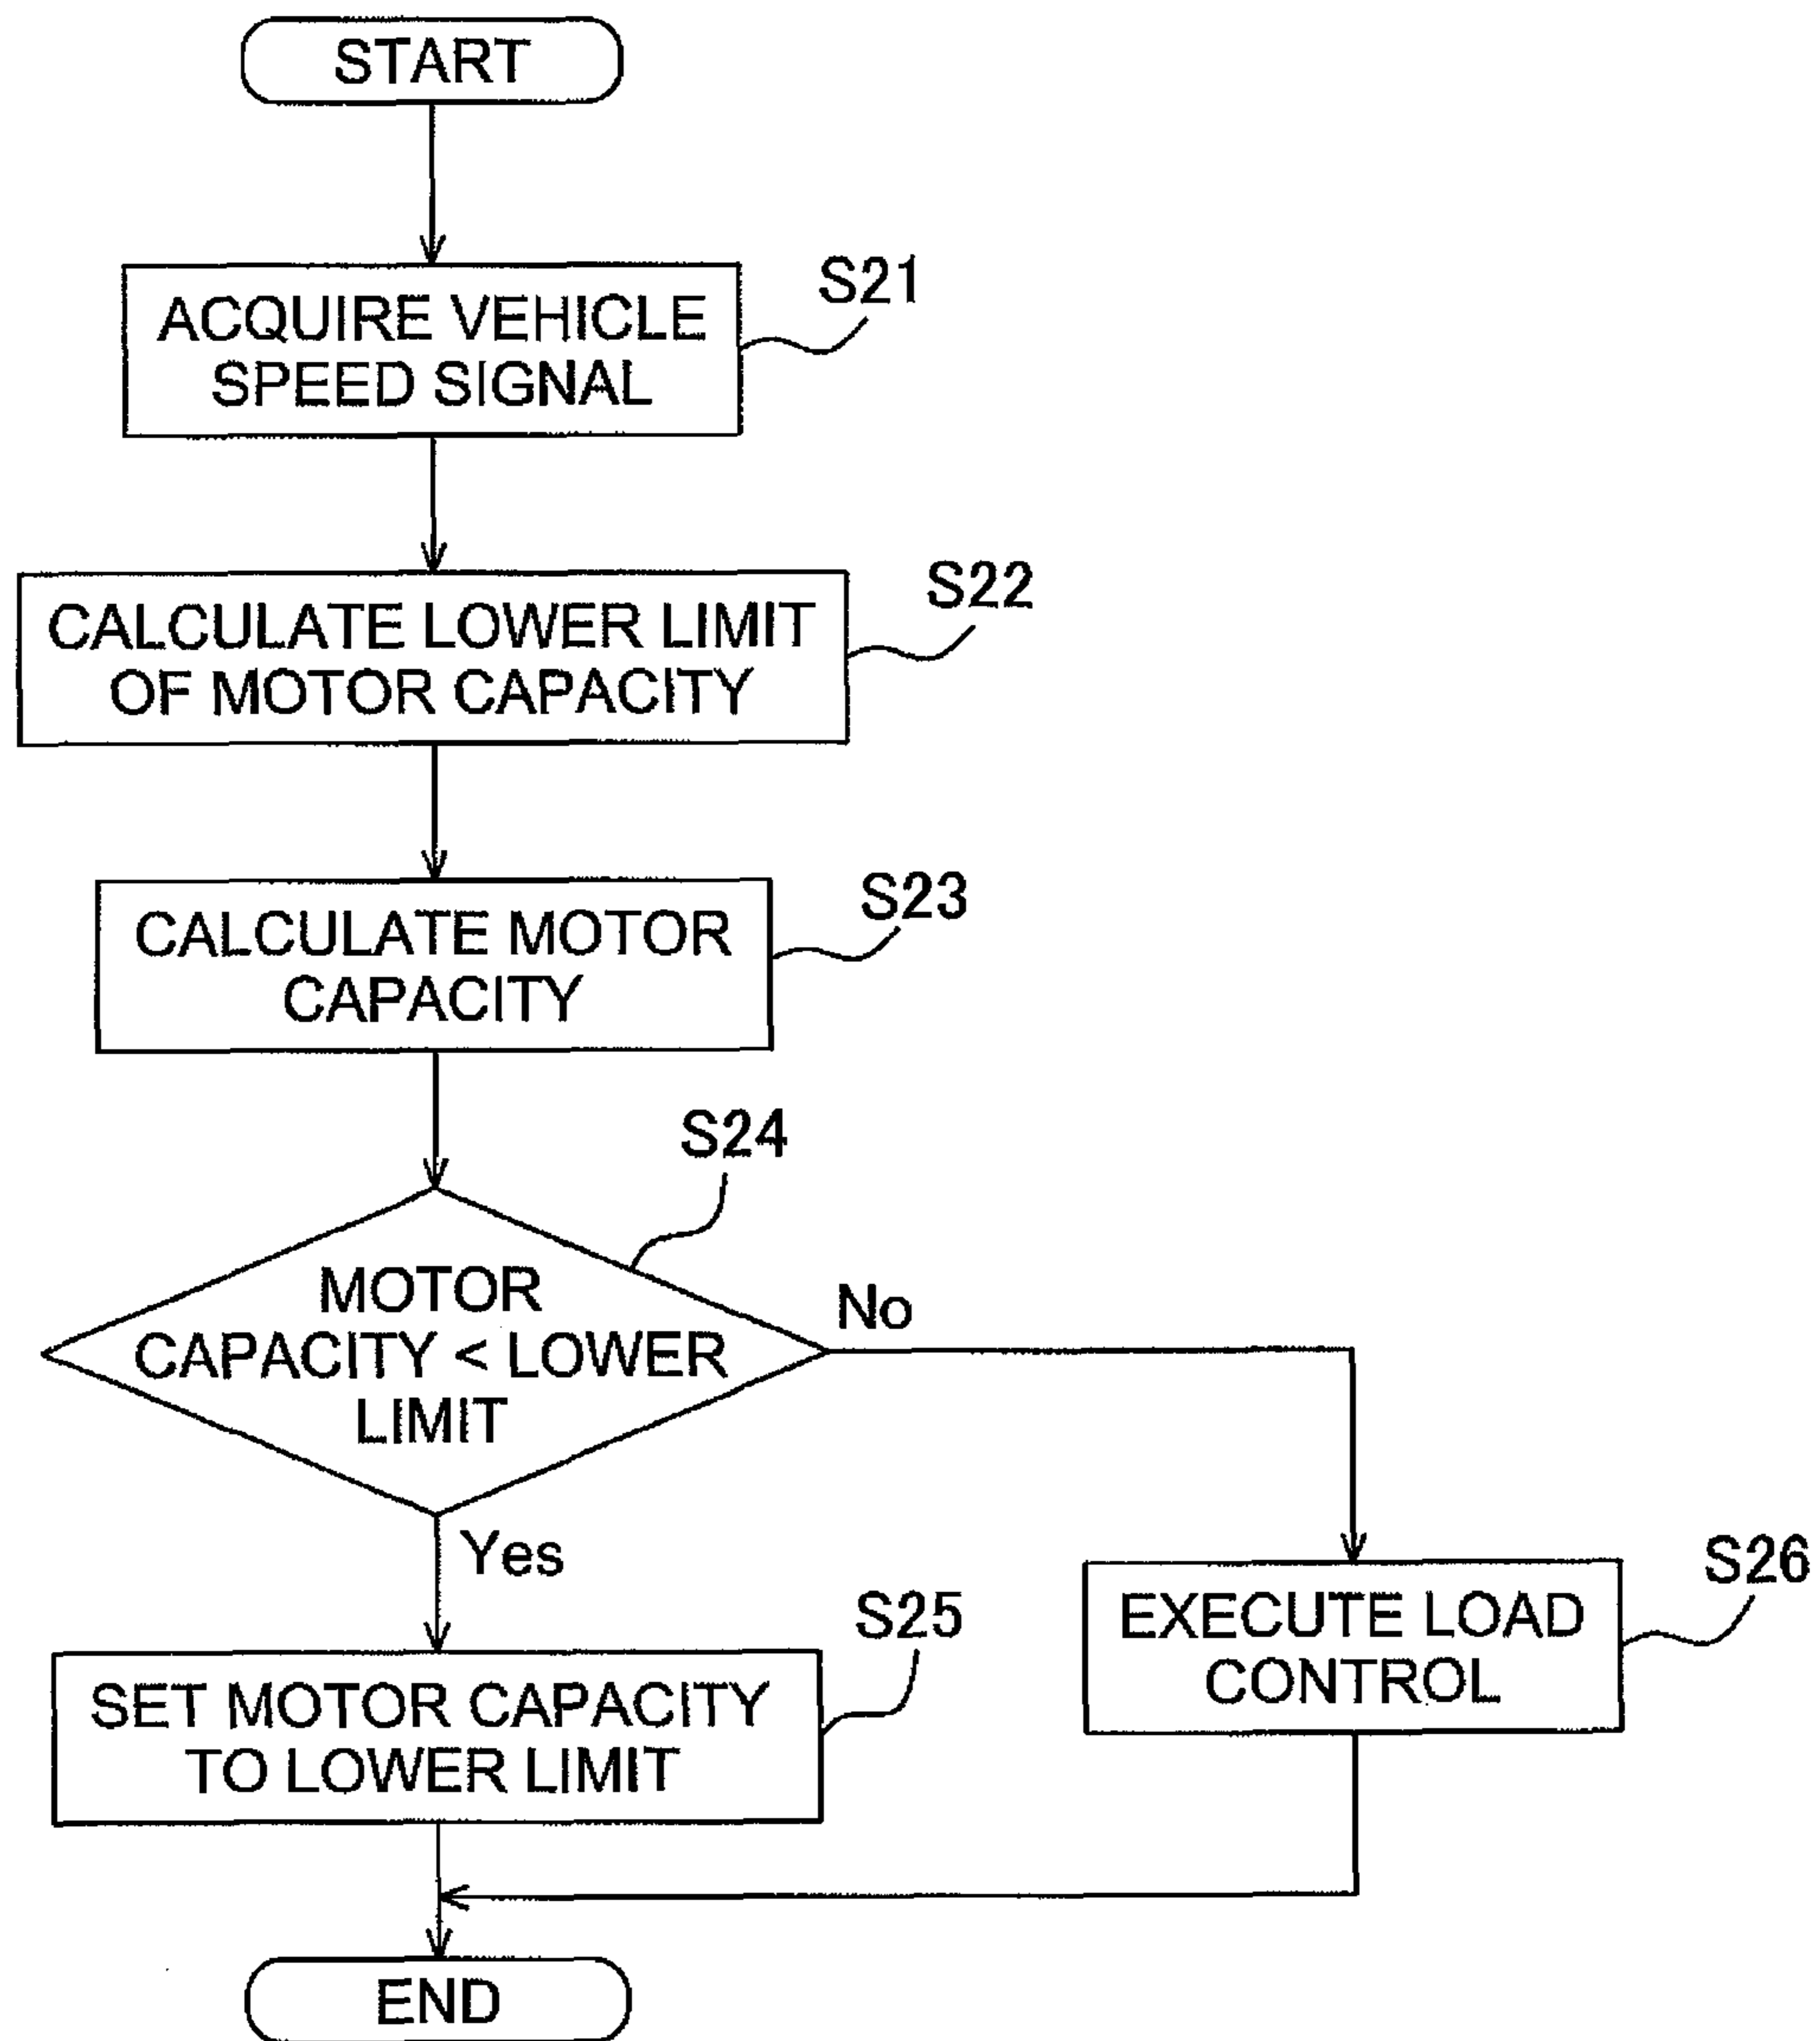 START
S21
ACQUIRE VEHICLE
SPEED SIGNAL
S22
CALCULATE LOWER LIMIT
OF MOTOR CAPACITY
S23
CALCULATE MOTOR
CAPACITY
S24
MOTOR
CAPACITY < LOWER
LIMIT
No
Yes
S25
SET MOTOR CAPACITY
TO LOWER LIMIT
S26
EXECUTE LOAD
CONTROL
END